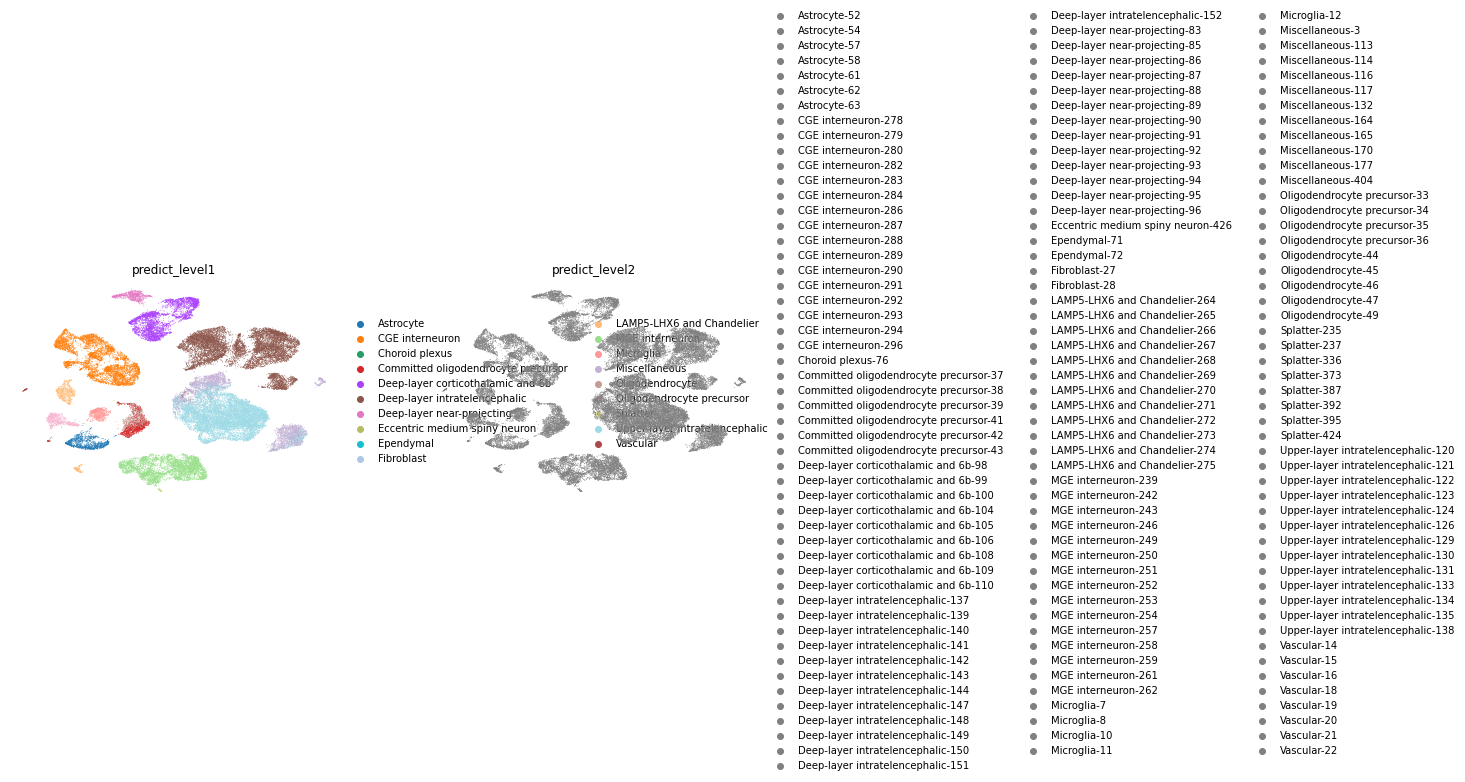 predict_level1
Astrocyte
CGE interneuron
Choroid plexus
Committed oligodendrocyte precursor
Deep-layer corticothalamic and 6b
Deep-layer intratelencephalic
Deep-layer near-projecting
Eccentric medium spiny neuron
Ependymal
Fibroblast
LAMP5-LHX6 and Chandelier
MGE interneuron
Microglia
Miscellaneous
Oligodendrocyte
Oligodendrocyte precursor
Splatter
Upper-layer intratelencephalic
Vascular
predict_level2
Astrocyte-52
Astrocyte-54
Astrocyte-57
Astrocyte-58
Astrocyte-61
Astrocyte-62
Astrocyte-63
CGE interneuron-278
CGE interneuron-279
CGE interneuron-280
CGE interneuron-282
CGE interneuron-283
CGE interneuron-284
CGE interneuron-286
CGE interneuron-287
CGE interneuron-288
CGE interneuron-289
CGE interneuron-290
CGE interneuron-291
CGE interneuron-292
CGE interneuron-293
CGE interneuron-294
CGE interneuron-296
Choroid plexus-76
Committed oligodendrocyte precursor-37
Committed oligodendrocyte precursor-38
Committed oligodendrocyte precursor-39
Committed oligodendrocyte precursor-41
Committed oligodendrocyte precursor-42
Committed oligodendrocyte precursor-43
Deep-layer corticothalamic and 6b-98
Deep-layer corticothalamic and 6b-99
Deep-layer corticothalamic and 6b-100
Deep-layer corticothalamic and 6b-104
Deep-layer corticothalamic and 6b-105
Deep-layer corticothalamic and 6b-106
Deep-layer corticothalamic and 6b-108
Deep-layer corticothalamic and 6b-109
Deep-layer corticothalamic and 6b-110
Deep-layer intratelencephalic-137
Deep-layer intratelencephalic-139
Deep-layer intratelencephalic-140
Deep-layer intratelencephalic-141
Deep-layer intratelencephalic-142
Deep-layer intratelencephalic-143
Deep-layer intratelencephalic-144
Deep-layer intratelencephalic-147
Deep-layer intratelencephalic-148
Deep-layer intratelencephalic-149
Deep-layer intratelencephalic-150
Deep-layer intratelencephalic-151
Deep-layer intratelencephalic-152
Deep-layer near-projecting-83
Deep-layer near-projecting-85
Deep-layer near-projecting-86
Deep-layer near-projecting-87
Deep-layer near-projecting-88
Deep-layer near-projecting-89
Deep-layer near-projecting-90
Deep-layer near-projecting-91
Deep-layer near-projecting-92
Deep-layer near-projecting-93
Deep-layer near-projecting-94
Deep-layer near-projecting-95
Deep-layer near-projecting-96
Eccentric medium spiny neuron-426
Ependymal-71
Ependymal-72
Fibroblast-27
Fibroblast-28
LAMP5-LHX6 and Chandelier-264
LAMP5-LHX6 and Chandelier-265
LAMP5-LHX6 and Chandelier-266
LAMP5-LHX6 and Chandelier-267
LAMP5-LHX6 and Chandelier-268
LAMP5-LHX6 and Chandelier-269
LAMP5-LHX6 and Chandelier-270
LAMP5-LHX6 and Chandelier-271
LAMP5-LHX6 and Chandelier-272
LAMP5-LHX6 and Chandelier-273
LAMP5-LHX6 and Chandelier-274
LAMP5-LHX6 and Chandelier-275
MGE interneuron-239
MGE interneuron-242
MGE interneuron-243
MGE interneuron-246
MGE interneuron-249
MGE interneuron-250
MGE interneuron-251
MGE interneuron-252
MGE interneuron-253
MGE interneuron-254
MGE interneuron-257
MGE interneuron-258
MGE interneuron-259
MGE interneuron-261
MGE interneuron-262
Microglia-7
Microglia-8
Microglia-10
Microglia-11
Microglia-12
Miscellaneous-3
Miscellaneous-113
Miscellaneous-114
Miscellaneous-116
Miscellaneous-117
Miscellaneous-132
Miscellaneous-164
Miscellaneous-165
Miscellaneous-170
Miscellaneous-177
Miscellaneous-404
Oligodendrocyte precursor-33
Oligodendrocyte precursor-34
Oligodendrocyte precursor-35
Oligodendrocyte precursor-36
Oligodendrocyte-44
Oligodendrocyte-45
Oligodendrocyte-46
Oligodendrocyte-47
Oligodendrocyte-49
Splatter-235
Splatter-237
Splatter-336
Splatter-373
Splatter-387
Splatter-392
Splatter-395
Splatter-424
Upper-layer intratelencephalic-120
Upper-layer intratelencephalic-121
Upper-layer intratelencephalic-122
Upper-layer intratelencephalic-123
Upper-layer intratelencephalic-124
Upper-layer intratelencephalic-126
Upper-layer intratelencephalic-129
Upper-layer intratelencephalic-130
Upper-layer intratelencephalic-131
Upper-layer intratelencephalic-133
Upper-layer intratelencephalic-134
Upper-layer intratelencephalic-135
Upper-layer intratelencephalic-138
Vascular-14
Vascular-15
Vascular-16
Vascular-18
Vascular-19
Vascular-20
Vascular-21
Vascular-22